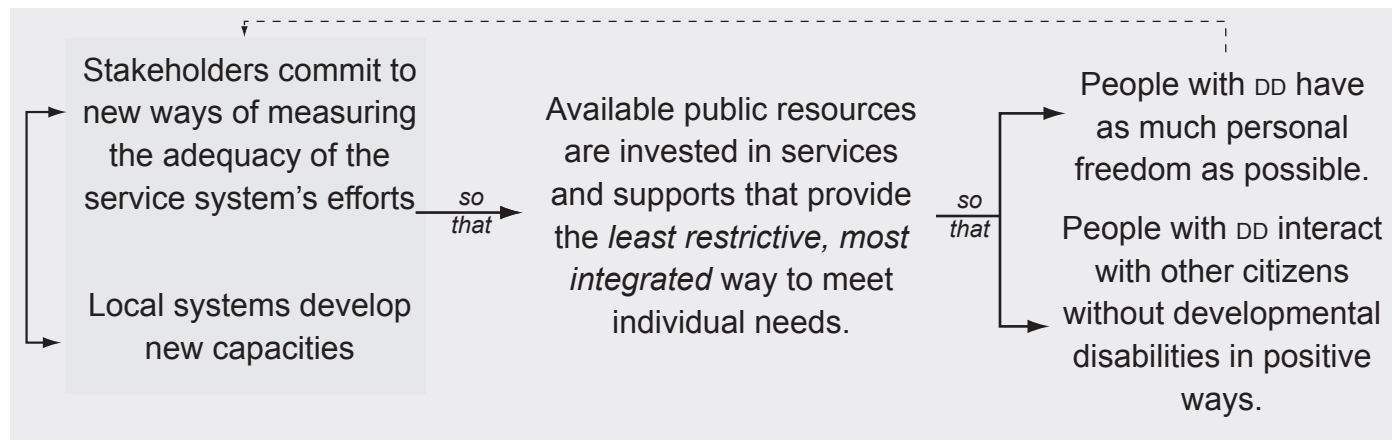 Stakeholders commit to
new ways of measuring
the adequacy of the
service system’s efforts
Local systems develop
new capacities
so
that
Available public resources
are invested in services
and supports that provide
the least restrictive, most
integrated way to meet
individual needs.
so
that
People with DD have
as much personal
freedom as possible.
People with DD interact
with other citizens
without developmental
disabilities in positive
ways.